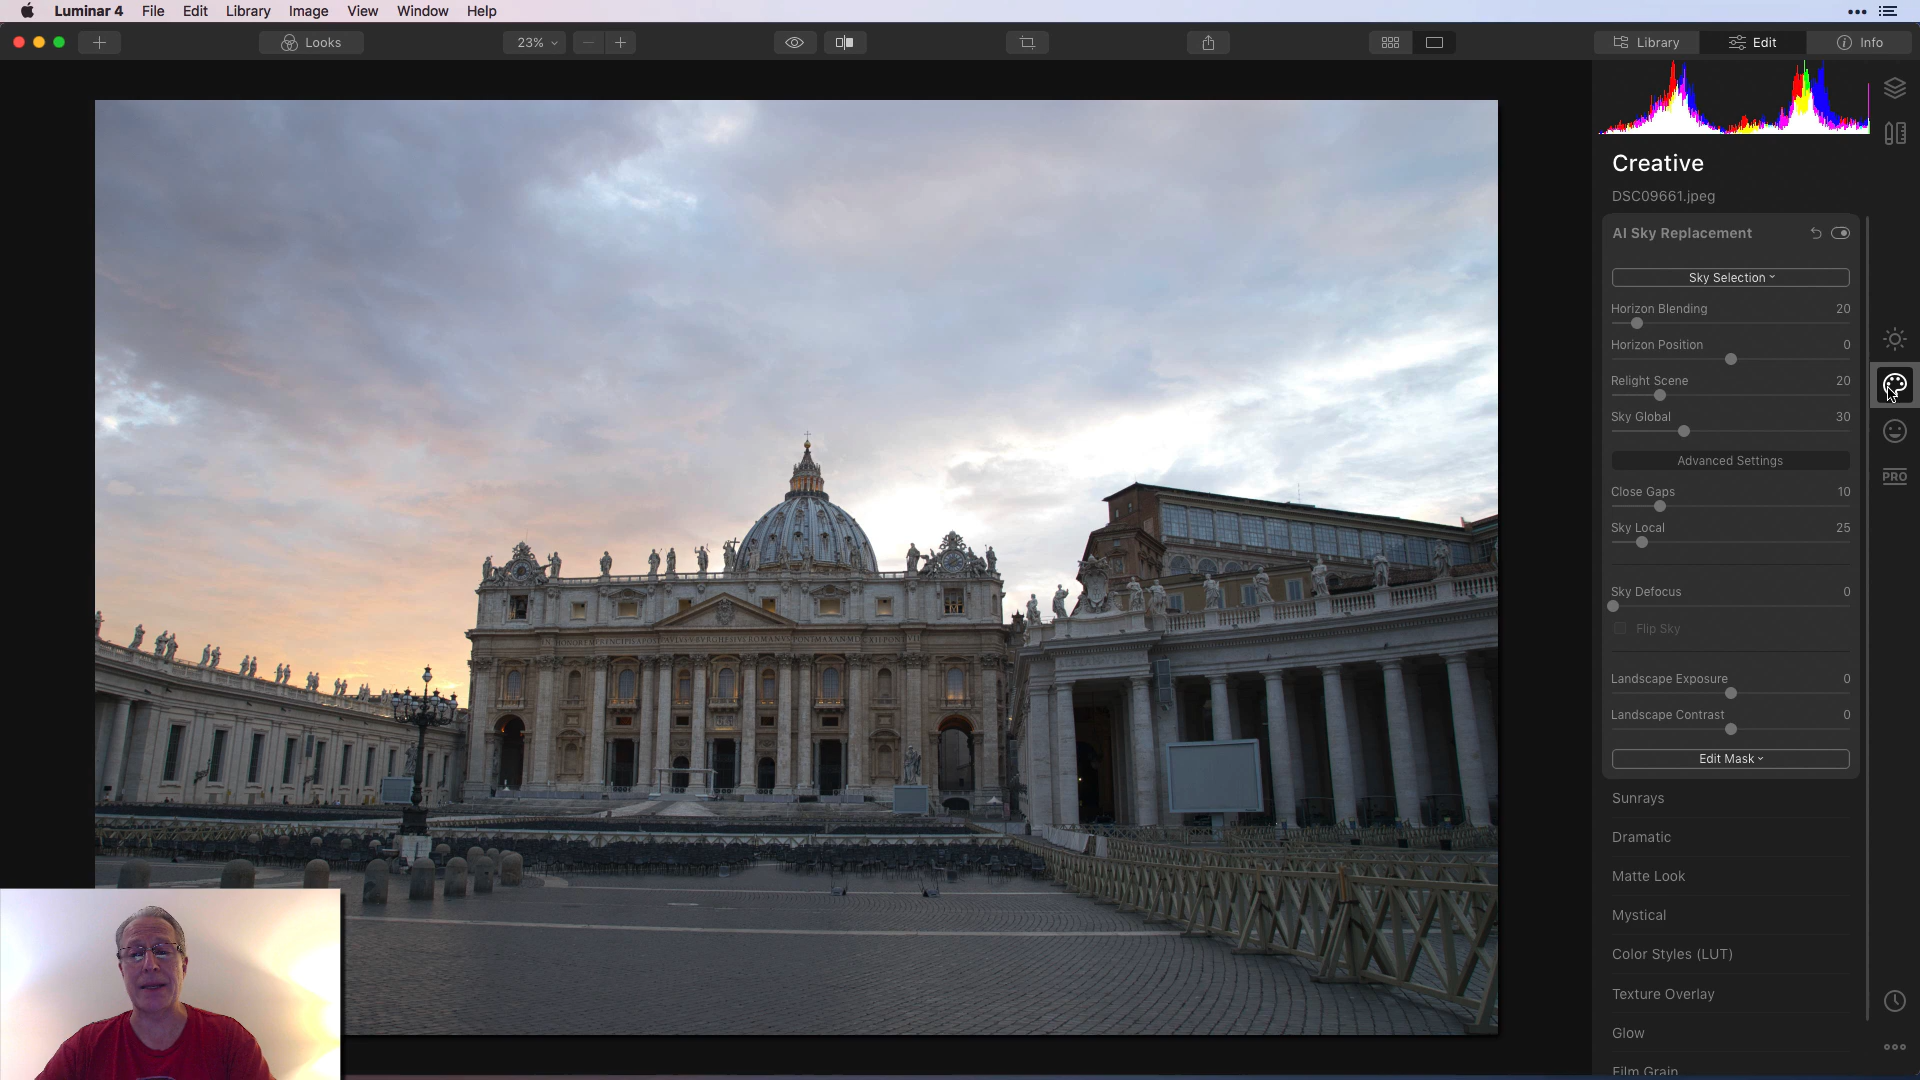 Luminar 4 File Edit Library Image View Window Help
Looks 23% Library Edit Info
Creative
DSC09661.jpeg
AI Sky Replacement
Sky Selection
Horizon Blending 20
Horizon Position 0
Relight Scene 20
Sky Global 30
Advanced Settings
Close Gaps 10
Sky Local 25
Sky Defocus 0
Flip Sky
Landscape Exposure 0
Landscape Contrast 0
Edit Mask
Sunrays
Dramatic
Matte Look
Mystical
Color Styles (LUT)
Texture Overlay
Glow
Film Grain
PRO